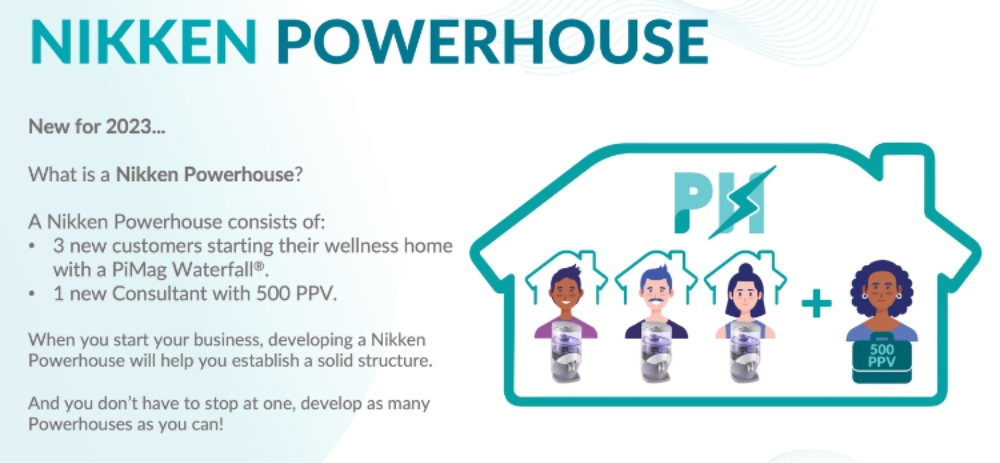 NIKKEN POWERHOUSE
New for 2023...
What is a Nikken Powerhouse?
A Nikken Powerhouse consists of:
• 3 new customers starting their wellness home
with a PiMag Waterfall®.
• 1 new Consultant with 500 PPV.
When you start your business, developing a Nikken
Powerhouse will help you establish a solid structure.
And you don't have to stop at one, develop as many
Powerhouses as you can!
PH
+
500
PPV